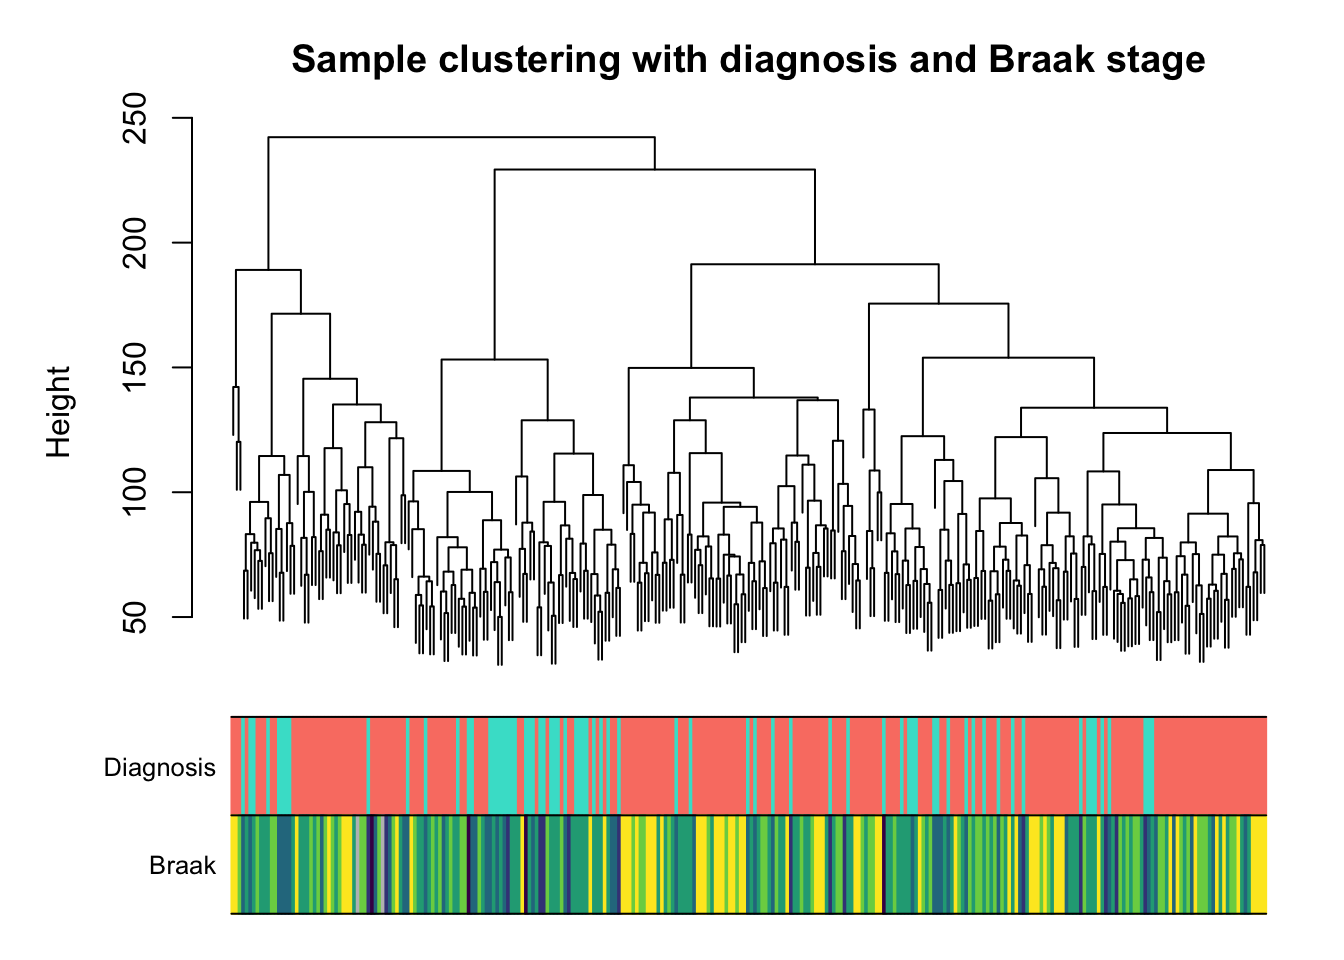 Sample clustering with diagnosis and Braak stage
Height
250
200
150
100
50
Diagnosis
Braak